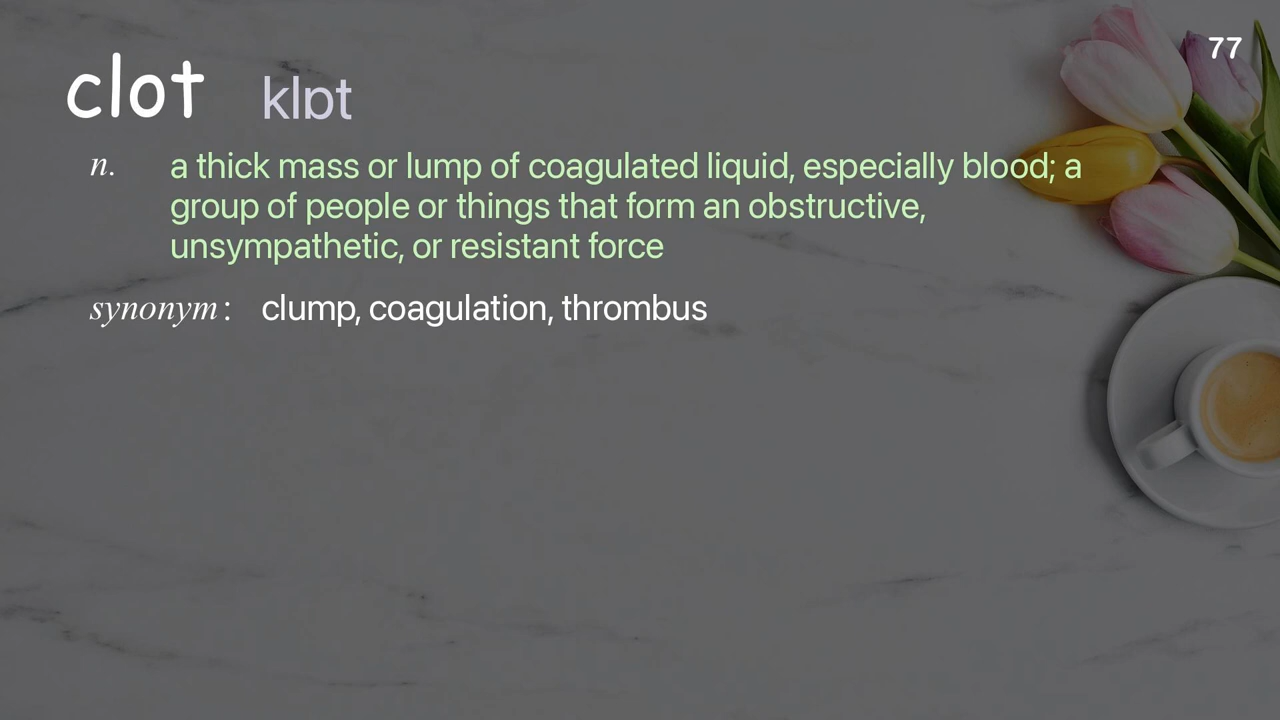 77
clot klɒt
n. a thick mass or lump of coagulated liquid, especially blood; a
group of people or things that form an obstructive,
unsympathetic, or resistant force
synonym: clump, coagulation, thrombus